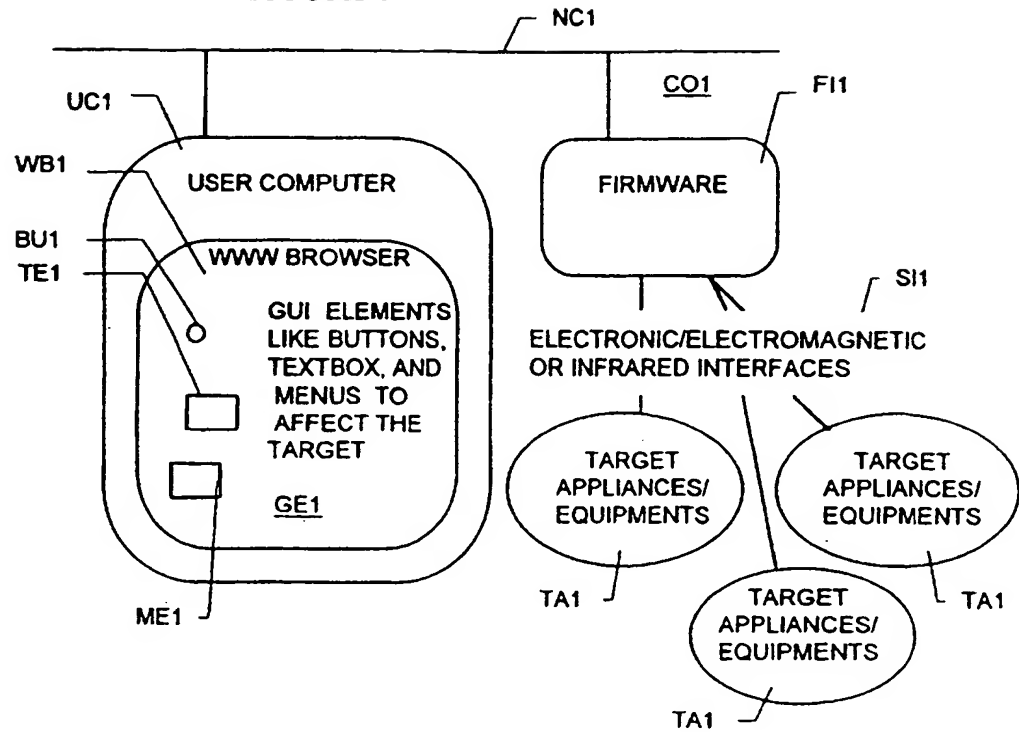 NC1
CO1
FI1
UC1
WB1
USER COMPUTER
FIRMWARE
BU1
TE1
WWW BROWSER
GUI ELEMENTS
LIKE BUTTONS,
TEXTBOX, AND
MENUS TO
AFFECT THE
TARGET
GE1
ME1
SI1
ELECTRONIC/ELECTROMAGNETIC
OR INFRARED INTERFACES
TARGET
APPLIANCES/
EQUIPMENTS
TA1
TARGET
APPLIANCES/
EQUIPMENTS
TA1
TARGET
APPLIANCES/
EQUIPMENTS
TA1